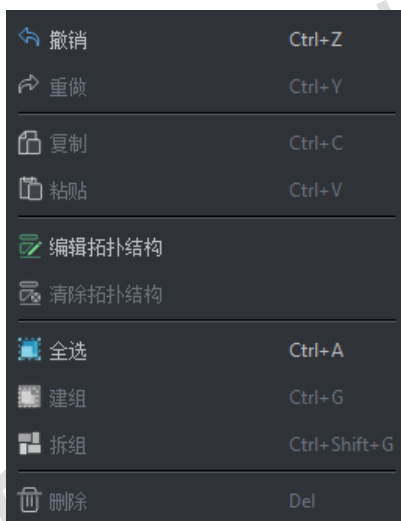 撤销 Ctrl+Z
重做 Ctrl+Y
复制 Ctrl+C
粘贴 Ctrl+V
编辑拓扑结构
清除拓扑结构
全选 Ctrl+A
建组 Ctrl+G
拆组 Ctrl+Shift+G
删除 Del